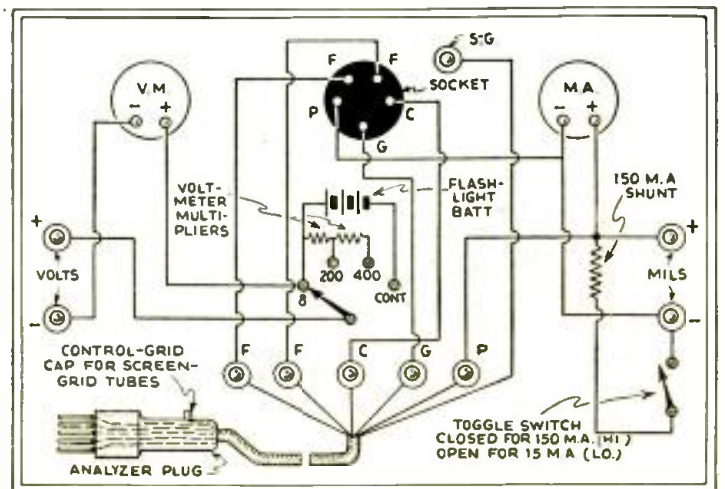 S-G
F
F
SOCKET
P
C
G
V.M.
- +
M.A.
- +
150 M.A
SHUNT
VOLT-
METER
MULTI-
PLIERS
FLASH-
LIGHT
BATT
+
VOLTS
-
+
MILS
-
200
400
CONT
8
F
F
C
G
P
CONTROL-GRID
CAP FOR SCREEN-
GRID TUBES
ANALYZER PLUG
TOGGLE SWITCH
CLOSED FOR 150 M.A. (HI)
OPEN FOR 15 M A (LO.)